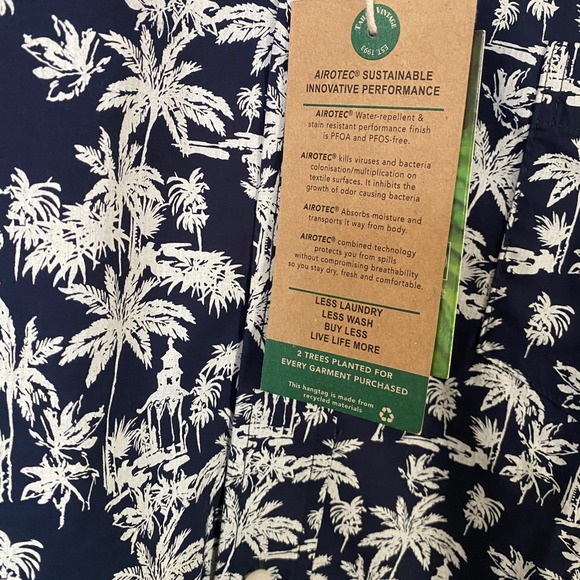 VINTAGE
EST. 1993
AIROTEC® SUSTAINABLE
INNOVATIVE PERFORMANCE
AIROTEC® Water-repellent &
stain resistant performance finish
is PFOA and PFOS-free.
AIROTEC® kills viruses and bacteria
colonisation/multiplication on
textile surfaces. It inhibits the
growth of odor causing bacteria
AIROTEC® Absorbs moisture and
transports it way from body.
AIROTEC® combined technology
protects you from spills
without compromising breathability
so you stay dry, fresh and comfortable.
LESS LAUNDRY
LESS WASH
BUY LESS
LIVE LIFE MORE
2 TREES PLANTED FOR
EVERY GARMENT PURCHASED
This hangtag is made from
recycled materials